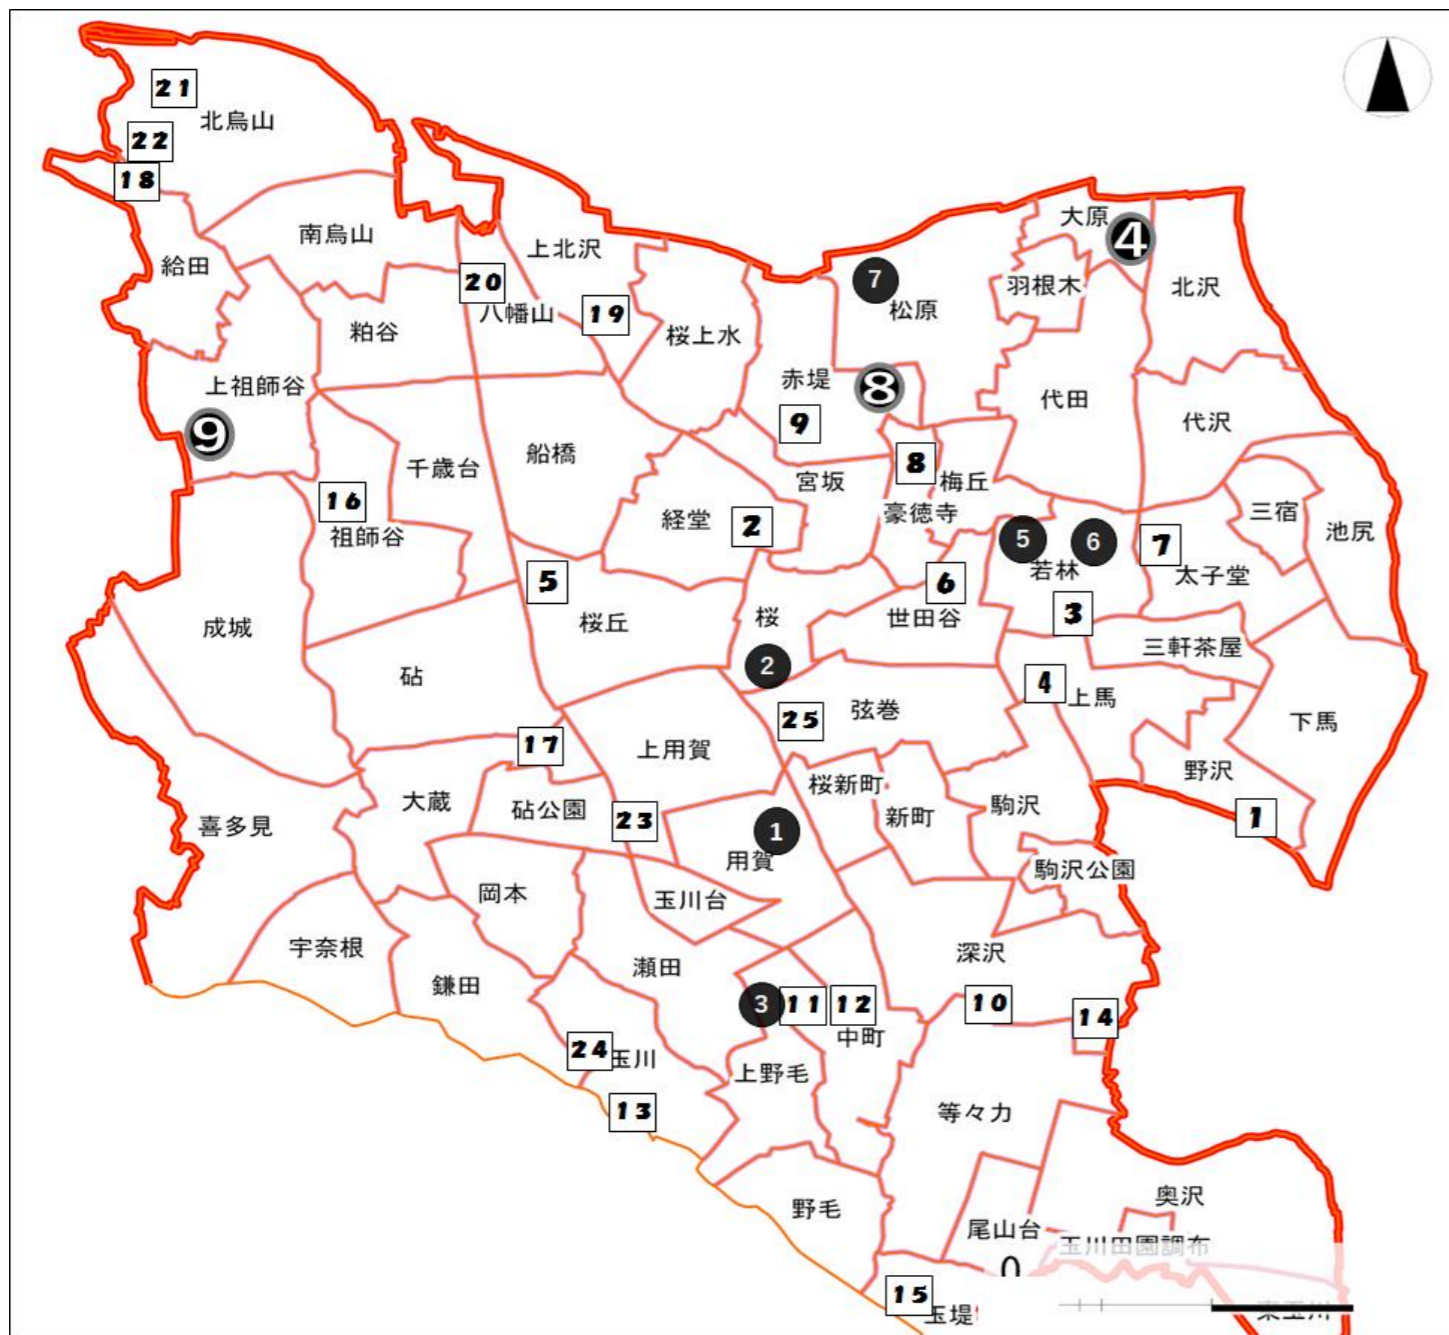 21
北烏山
22
18
南烏山
大原
4
上北沢
給田
20
7
羽根木
北沢
八幡山
19
松原
粕谷
桜上水
上祖師谷
赤堤
8
代田
9
9
代沢
千歳台
船橋
8
宮坂
梅丘
16
豪徳寺
三宿
経堂
2
祖師谷
5
6
7
池尻
若林
太子堂
5
6
3
桜
世田谷
桜丘
成城
三軒茶屋
2
砧
4
上馬
弦巻
25
下馬
17
上用賀
野沢
桜新町
大蔵
砧公園
駒沢
新町
1
喜多見
23
1
用賀
駒沢公園
岡本
玉川台
宇奈根
深沢
瀬田
鎌田
3
11
12
10
14
中町
24
玉川
上野毛
13
等々力
奥沢
野毛
尾山台
玉川田園調布
0
15
玉堤
東玉川